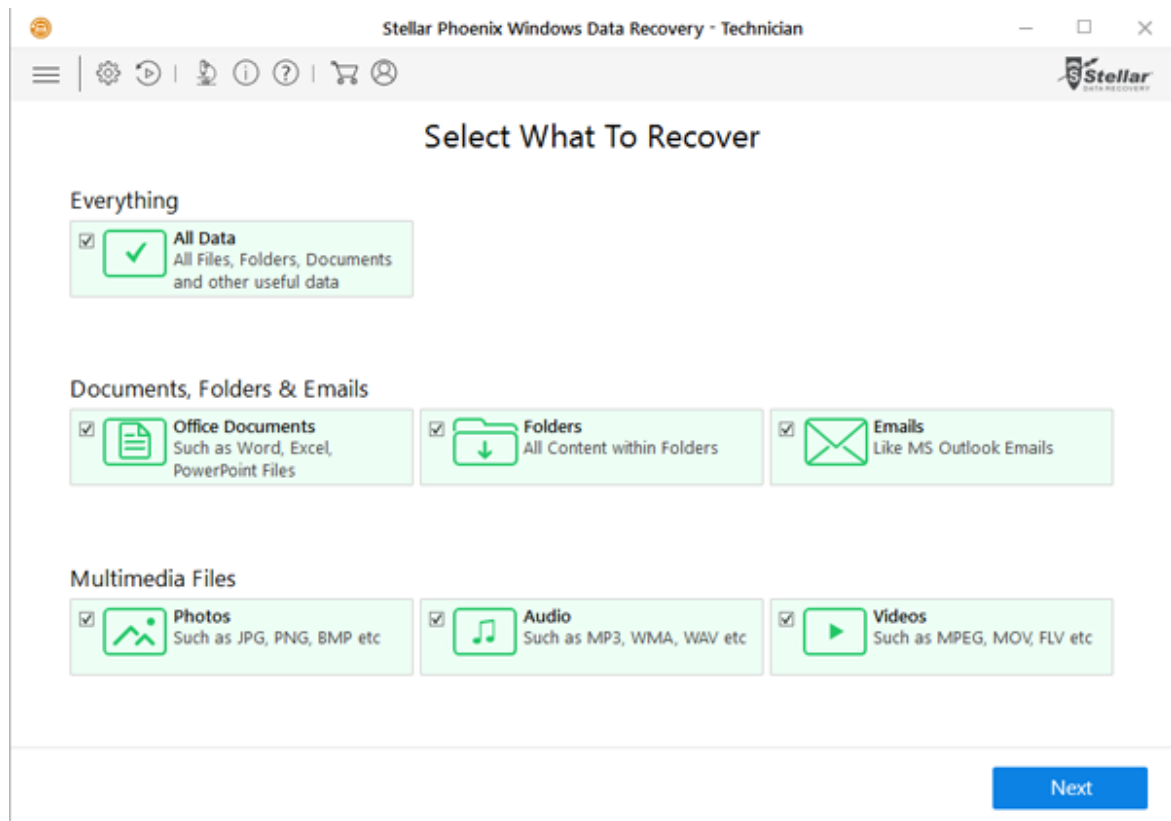 Stellar Phoenix Windows Data Recovery - Technician
Stellar
DATA RECOVERY
Select What To Recover
Everything
All Data
All Files, Folders, Documents
and other useful data
Documents, Folders & Emails
Office Documents
Such as Word, Excel,
PowerPoint Files
Folders
All Content within Folders
Emails
Like MS Outlook Emails
Multimedia Files
Photos
Such as JPG, PNG, BMP etc
Audio
Such as MP3, WMA, WAV etc
Videos
Such as MPEG, MOV, FLV etc
Next